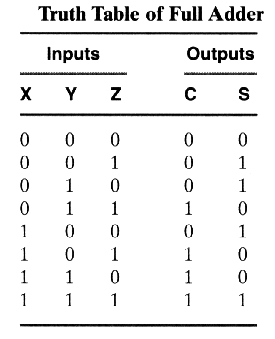 Truth Table of Full Adder
Inputs Outputs
X Y Z C S
0 0 0 0 0
0 0 1 0 1
0 1 0 0 1
0 1 1 1 0
1 0 0 0 1
1 0 1 1 0
1 1 0 1 0
1 1 1 1 1